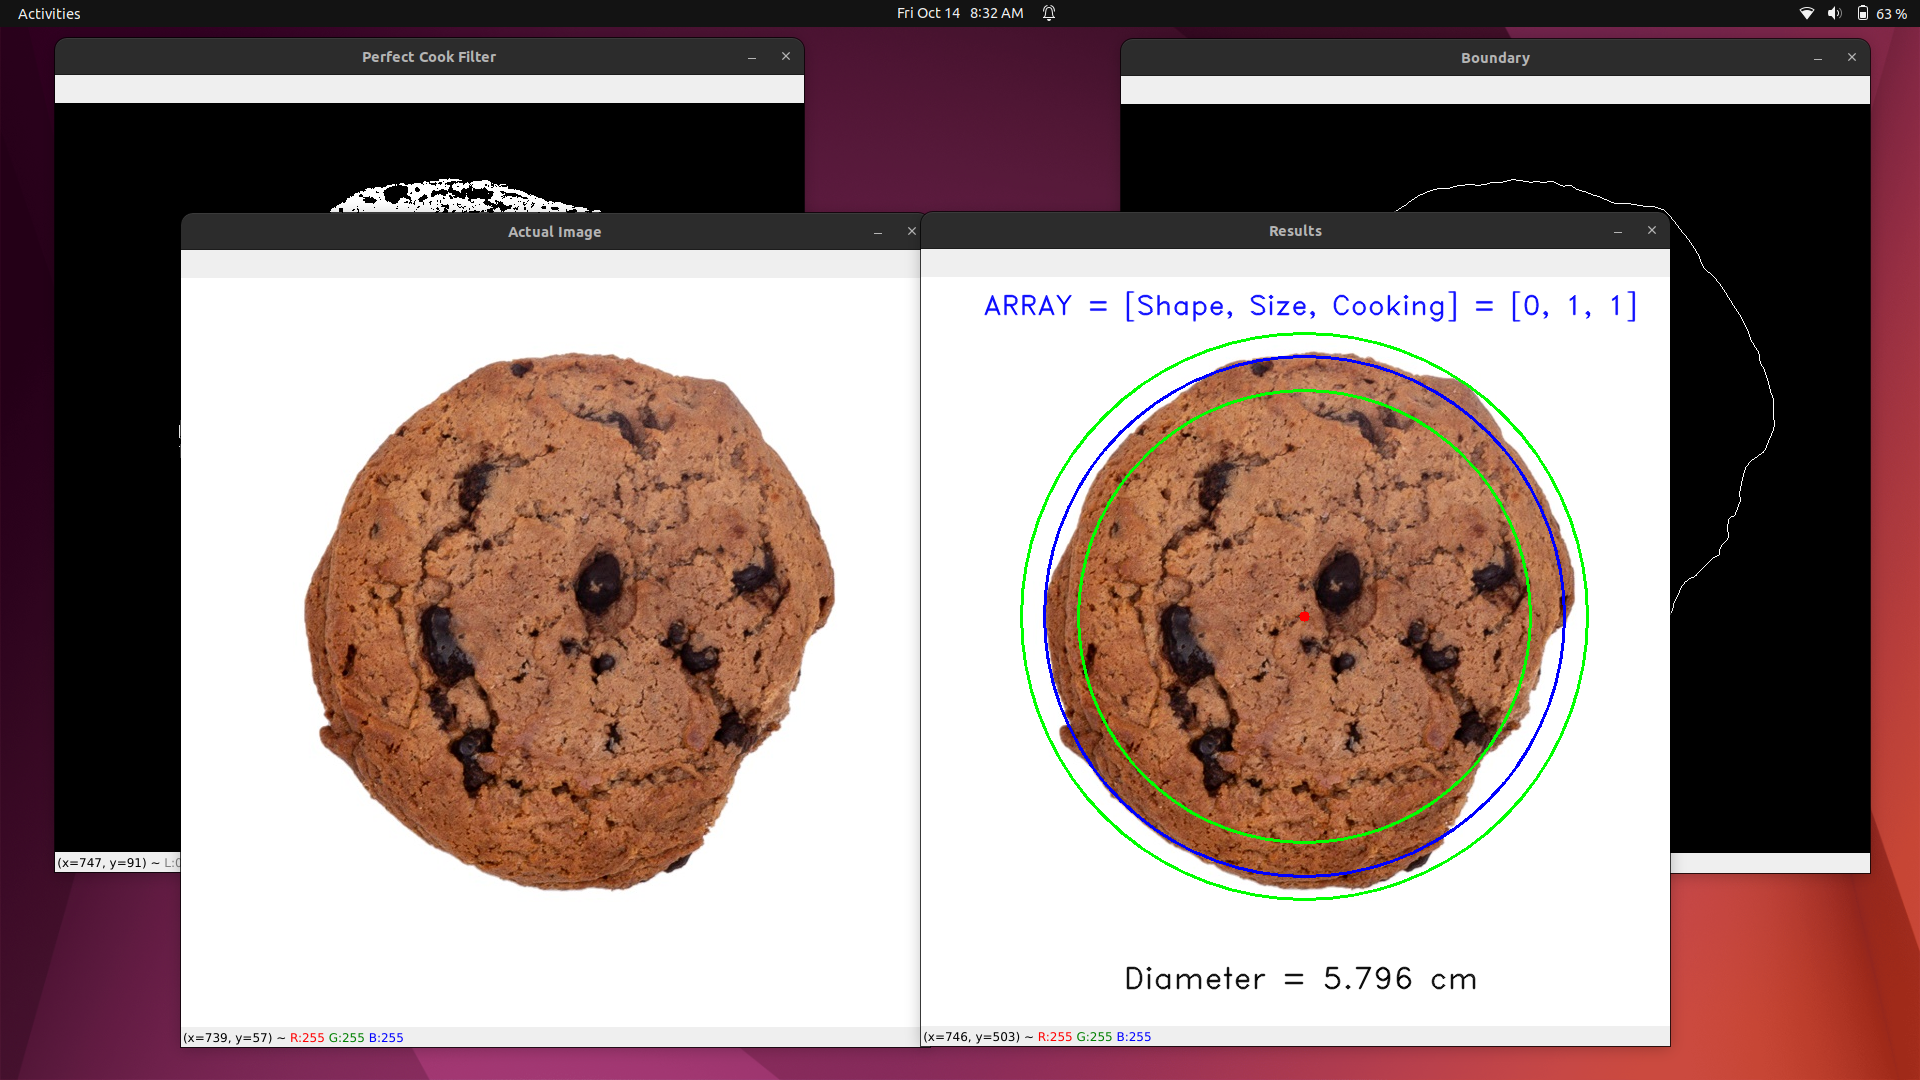 Activities
Fri Oct 14 8:32 AM
63 %
Perfect Cook Filter
Boundary
Actual Image
Results
ARRAY = [Shape, Size, Cooking] = [0, 1, 1]
Diameter = 5.796 cm
(x=747, y=91) ~ L:0
(x=739, y=57) ~ R:255 G:255 B:255
(x=746, y=503) ~ R:255 G:255 B:255